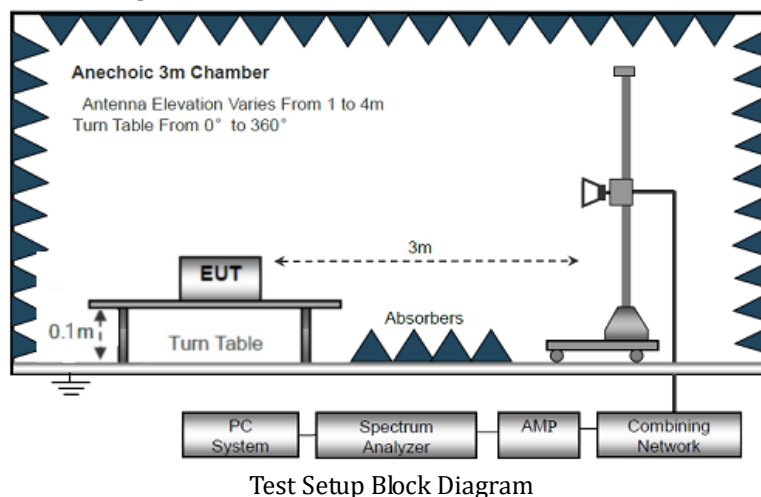 Anechoic 3m Chamber
Antenna Elevation Varies From 1 to 4m
Turn Table From 0° to 360°
3m
EUT
Absorbers
0.1m
Turn Table
PC
System
Spectrum
Analyzer
AMP
Combining
Network
Test Setup Block Diagram